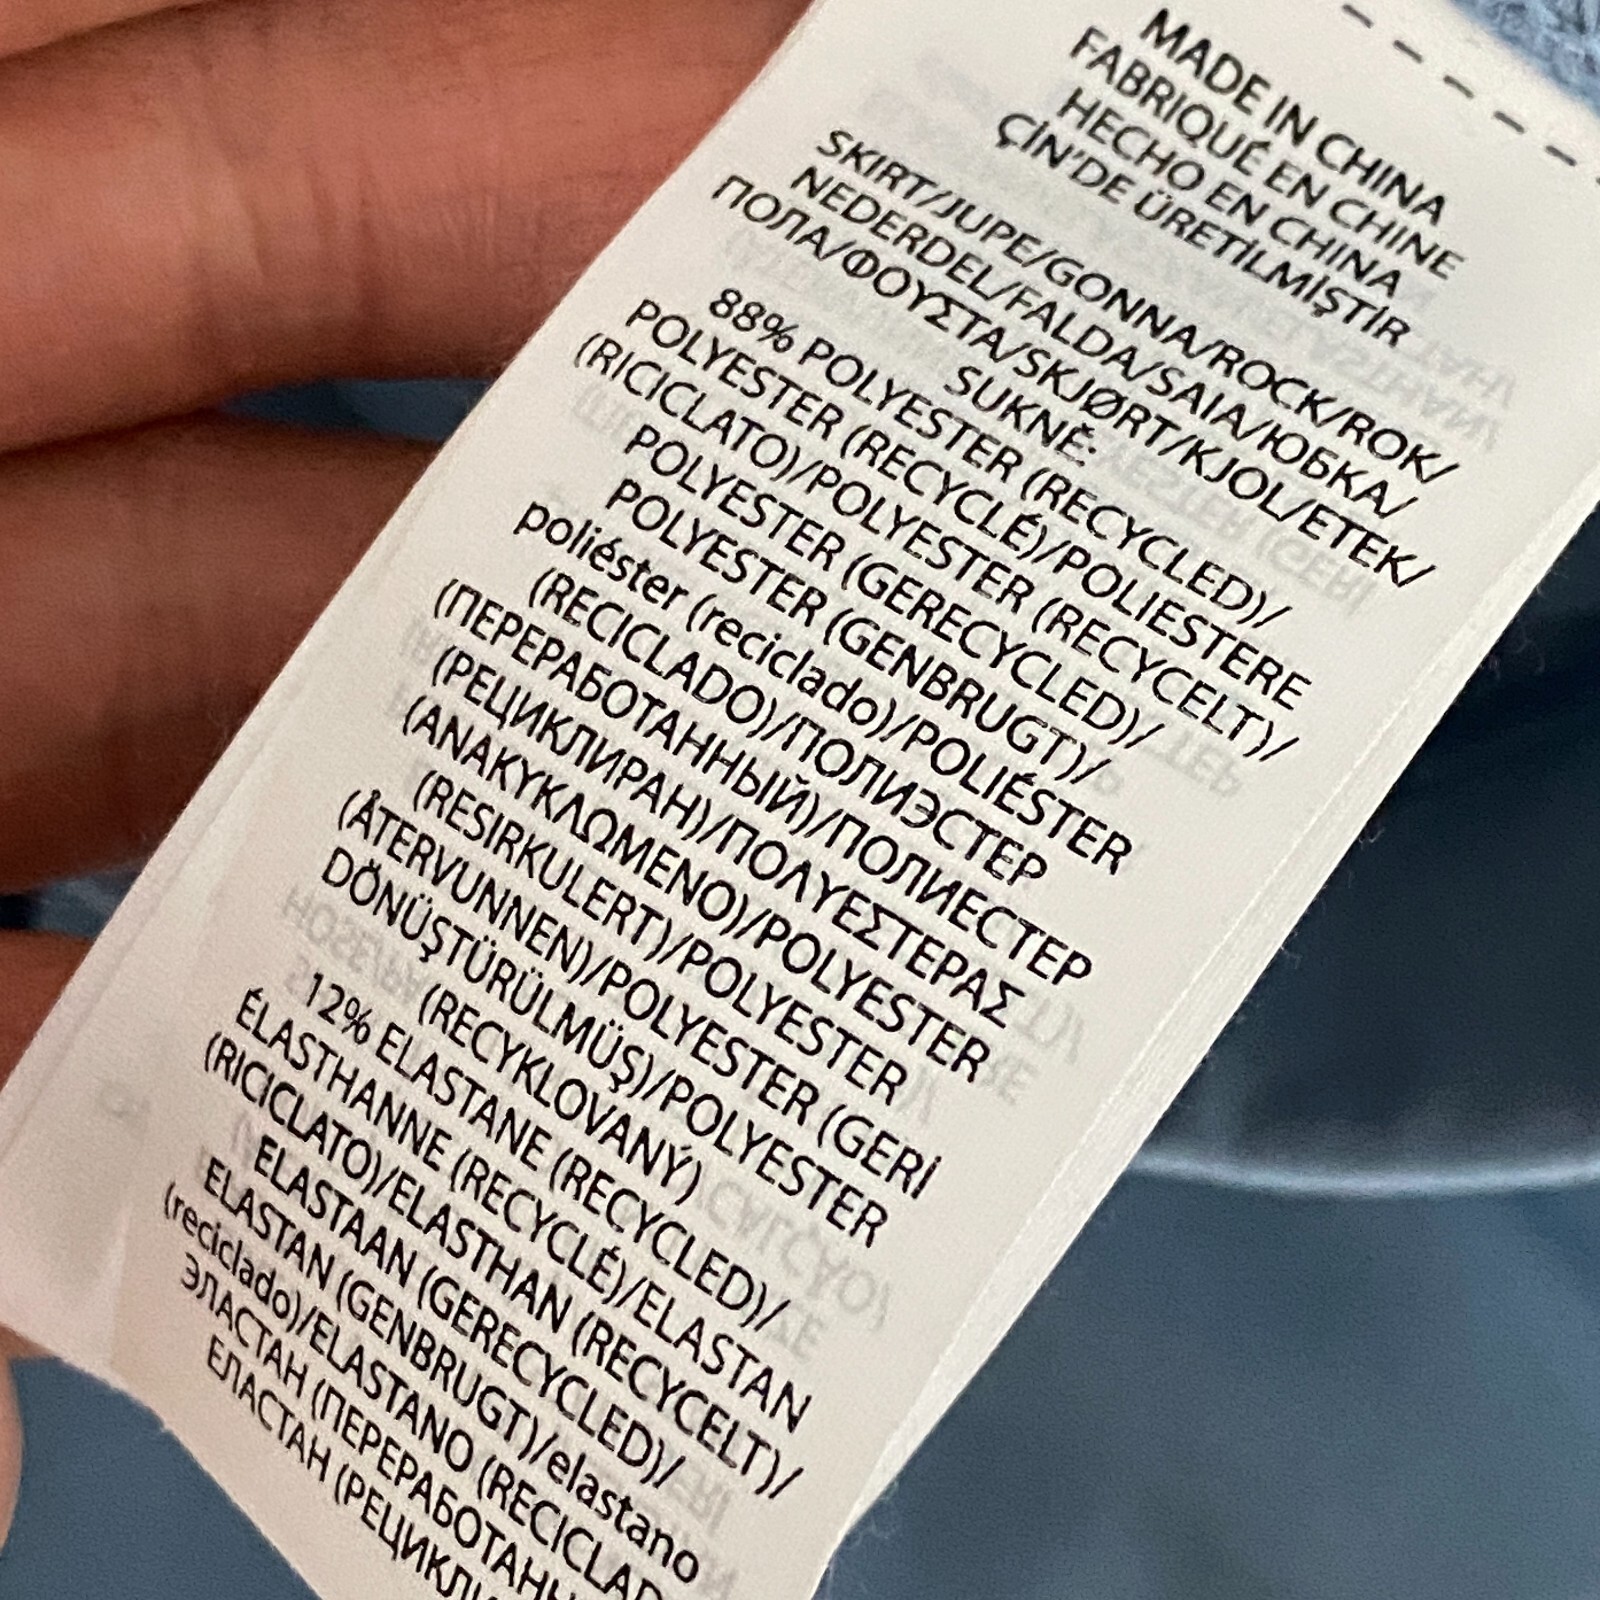 MADE IN CHINA
FABRIQUÉ EN CHINE
HECHO EN CHINA
ÇİN'DE ÜRETİLMİŞTİR
SKIRT/JUPE/GONNA/ROCK/ROK/
NEDERDEL/FALDA/SAIA/ЮБКА/
ПОЛА/ΦΟΥΣΤΑ/SKJØRT/KJOL/ETEK/
SUKNĚ:
88% POLYESTER (RECYCLED)/
POLYESTER (RECYCLÉ)/POLIESTERE
(RICICLATO)/POLYESTER (RECYCELT)/
POLYESTER (GERECYCLED)/
POLYESTER (GENBRUGT)/
poliéster (reciclado)/POLIÉSTER
(RECICLADO)/ПОЛИЭСТЕР
(ПЕРЕРАБОТАННЫЙ)/ПОЛИЕСТЕР
(РЕЦИКЛИРАН)/ΠΟΛΥΕΣΤΕΡΑΣ
(ΑΝΑΚΥΚΛΩΜΕΝΟ)/POLYESTER
(RESIRKULERT)/POLYESTER
(ÅTERVUNNEN)/POLYESTER (GERİ
DÖNÜŞTÜRÜLMÜŞ)/POLYESTER
(RECYKLOVANÝ)
12% ELASTANE (RECYCLED)/
ÉLASTHANNE (RECYCLÉ)/ELASTAN
(RICICLATO)/ELASTHAN (RECYCELT)/
ELASTAAN (GERECYCLED)/
ELASTAN (GENBRUGT)/elastano
(reciclado)/ELASTANO (RECICLAD
ЭЛАСТАН (ПЕРЕРАБОТАН
ЕЛАСТАН (РЕЦИКЛИ